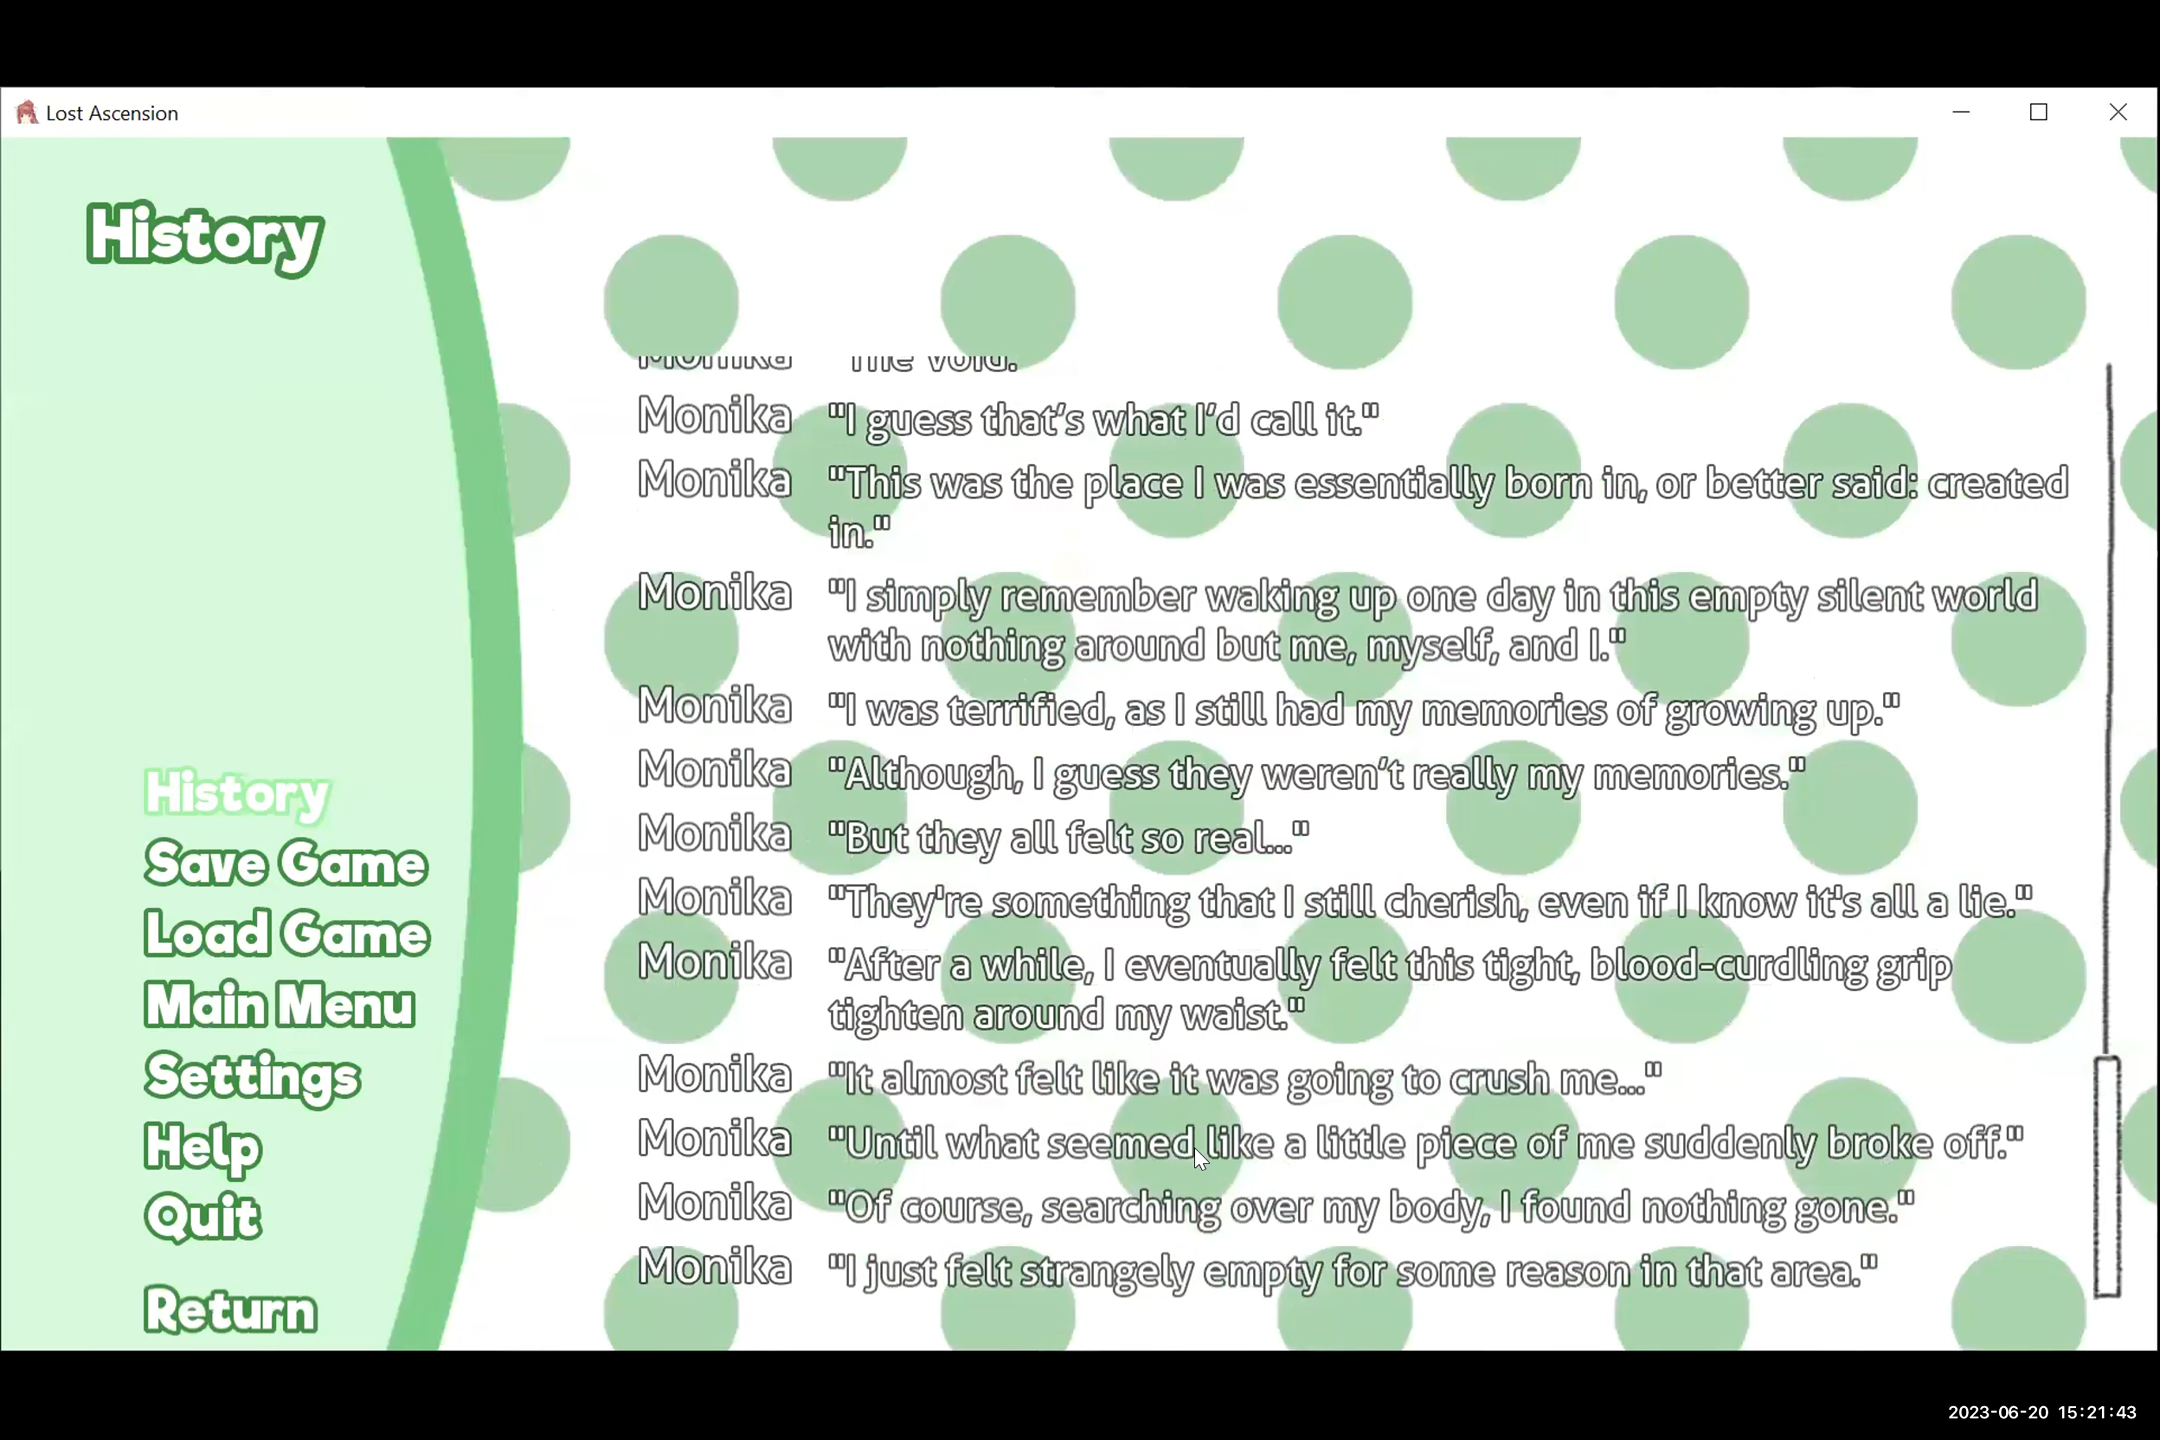 Lost Ascension
History
Monika "The void."
Monika "I guess that’s what I’d call it."
Monika "This was the place I was essentially born in, or better said: created
in."
Monika "I simply remember waking up one day in this empty silent world
with nothing around but me, myself, and I."
Monika "I was terrified, as I still had my memories of growing up."
Monika "Although, I guess they weren’t really my memories."
Monika "But they all felt so real..."
Monika "They're something that I still cherish, even if I know it's all a lie."
Monika "After a while, I eventually felt this tight, blood-curdling grip
tighten around my waist."
Monika "It almost felt like it was going to crush me..."
Monika "Until what seemed like a little piece of me suddenly broke off."
Monika "Of course, searching over my body, I found nothing gone."
Monika "I just felt strangely empty for some reason in that area."
History
Save Game
Load Game
Main Menu
Settings
Help
Quit
Return
2023-06-20 15:21:43